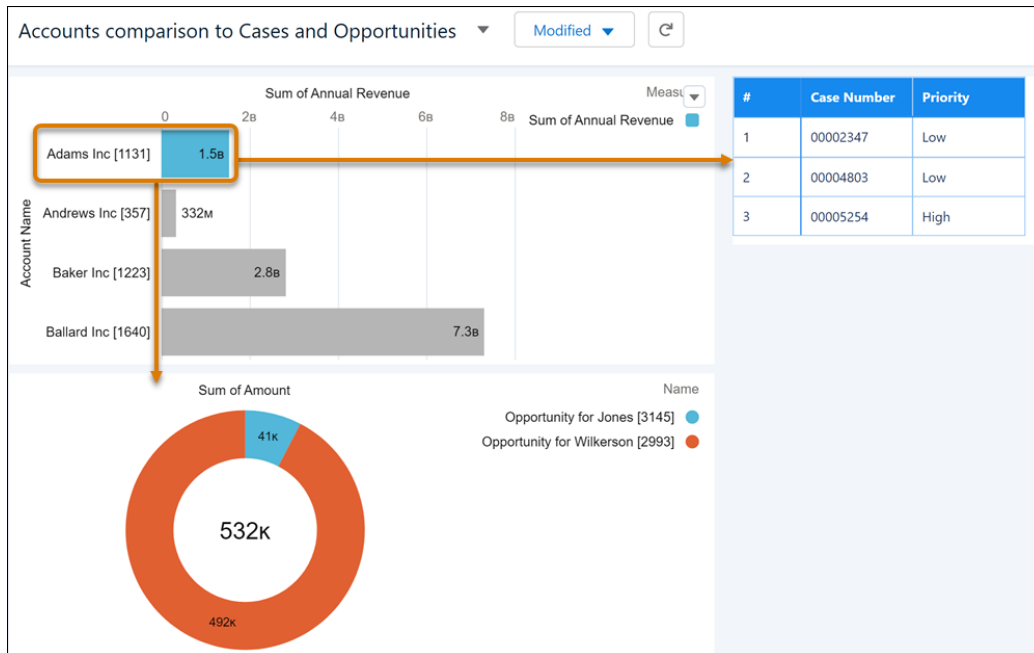 Accounts comparison to Cases and Opportunities
Modified
Sum of Annual Revenue
Measu
0 2B 4B 6B 8B
Sum of Annual Revenue
Account Name
Adams Inc [1131] 1.5B
Andrews Inc [357] 332M
Baker Inc [1223] 2.8B
Ballard Inc [1640] 7.3B
# Case Number Priority
1 00002347 Low
2 00004803 Low
3 00005254 High
Sum of Amount
Name
Opportunity for Jones [3145]
Opportunity for Wilkerson [2993]
41K
532K
492K